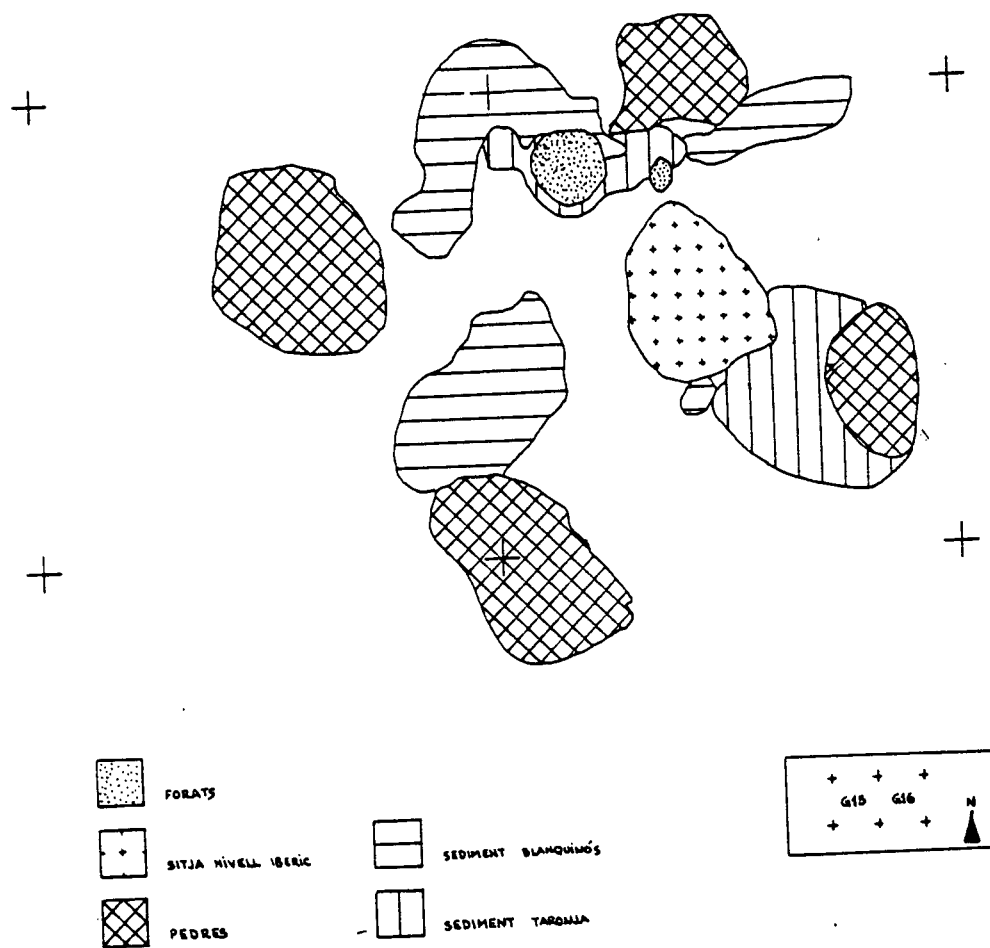 FORATS
SITJA NIVELL IBERIC
PEDRES
SEDIMENT BLANQUINÓS
SEDIMENT TARONJA
G15 G16
N